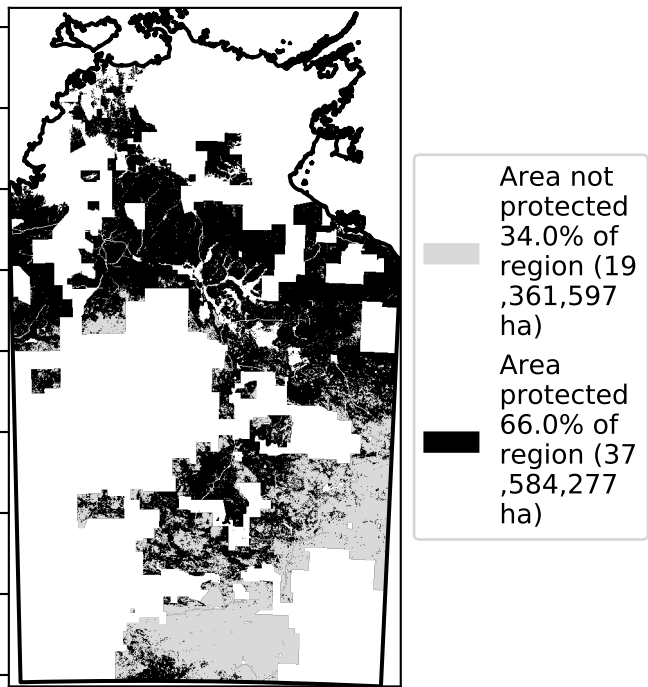 Area not
protected
34.0% of
region (19
,361,597
ha)
Area
protected
66.0% of
region (37
,584,277
ha)